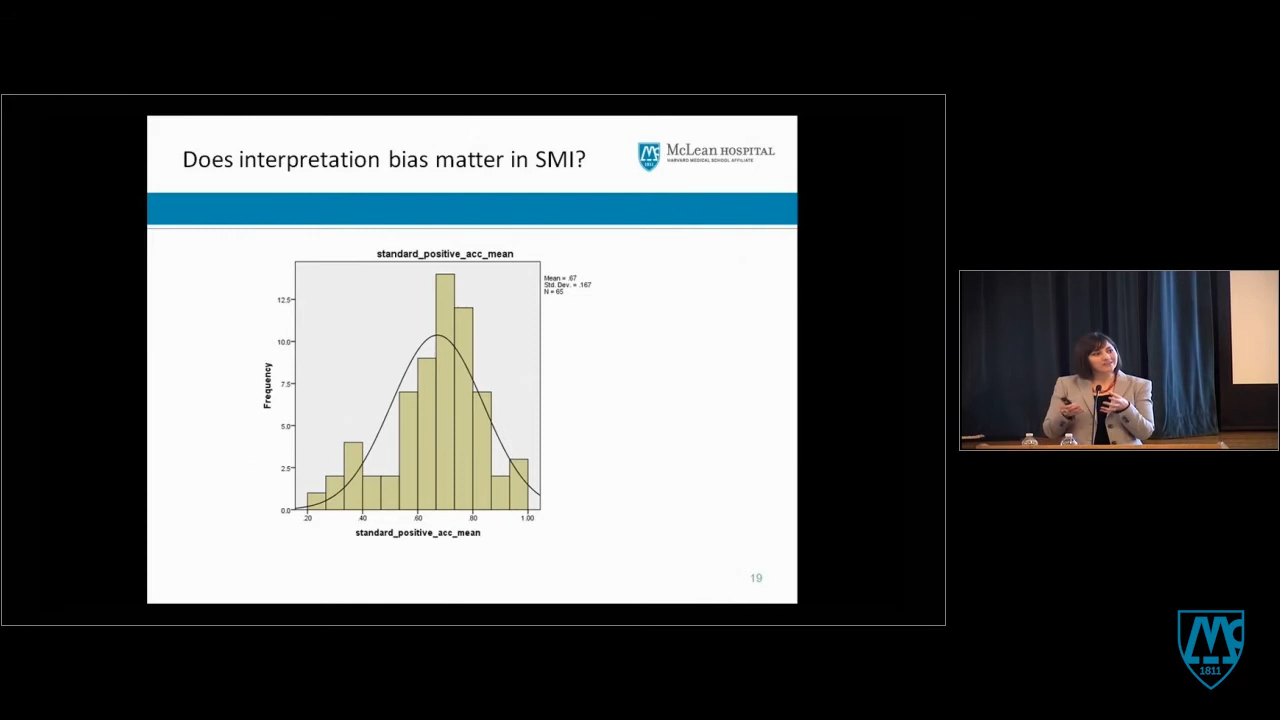 Does interpretation bias matter in SMI?
McLEAN HOSPITAL
HARVARD MEDICAL SCHOOL AFFILIATE
1811
standard_positive_acc_mean
Mean = .67
Std. Dev. = .167
N = 65
Frequency
12.5
10.0
7.5
5.0
2.5
0.0
.20
.40
.60
.80
1.00
standard_positive_acc_mean
19
Mc
1811